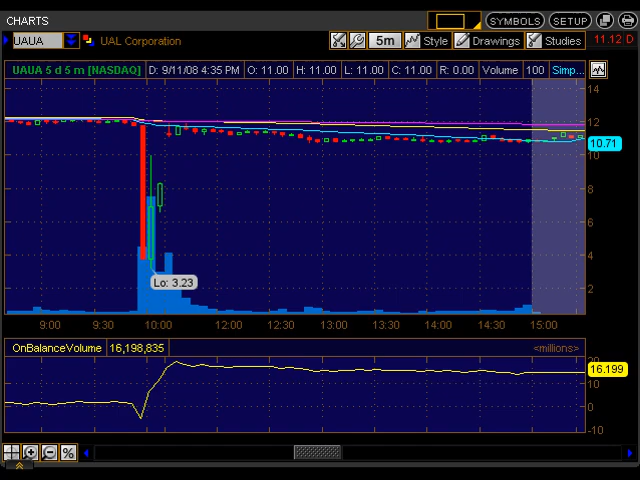 CHARTS SYMBOLS SETUP
UAUA UAL Corporation 5m Style Drawings Studies 11.12 D
UAUA 5 d 5 m [NASDAQ] D: 9/11/08 4:35 PM O: 11.00 H: 11.00 L: 11.00 C: 11.00 R: 0.00 Volume 100 Simp...
14
12
10.71
10
8
6
4
Lo: 3.23
2
9:00 9:30 10:00 12:00 12:30 13:00 13:30 14:00 14:30 15:00
OnBalanceVolume 16,198,835 <millions>
20
16.199
10
0
-10
%